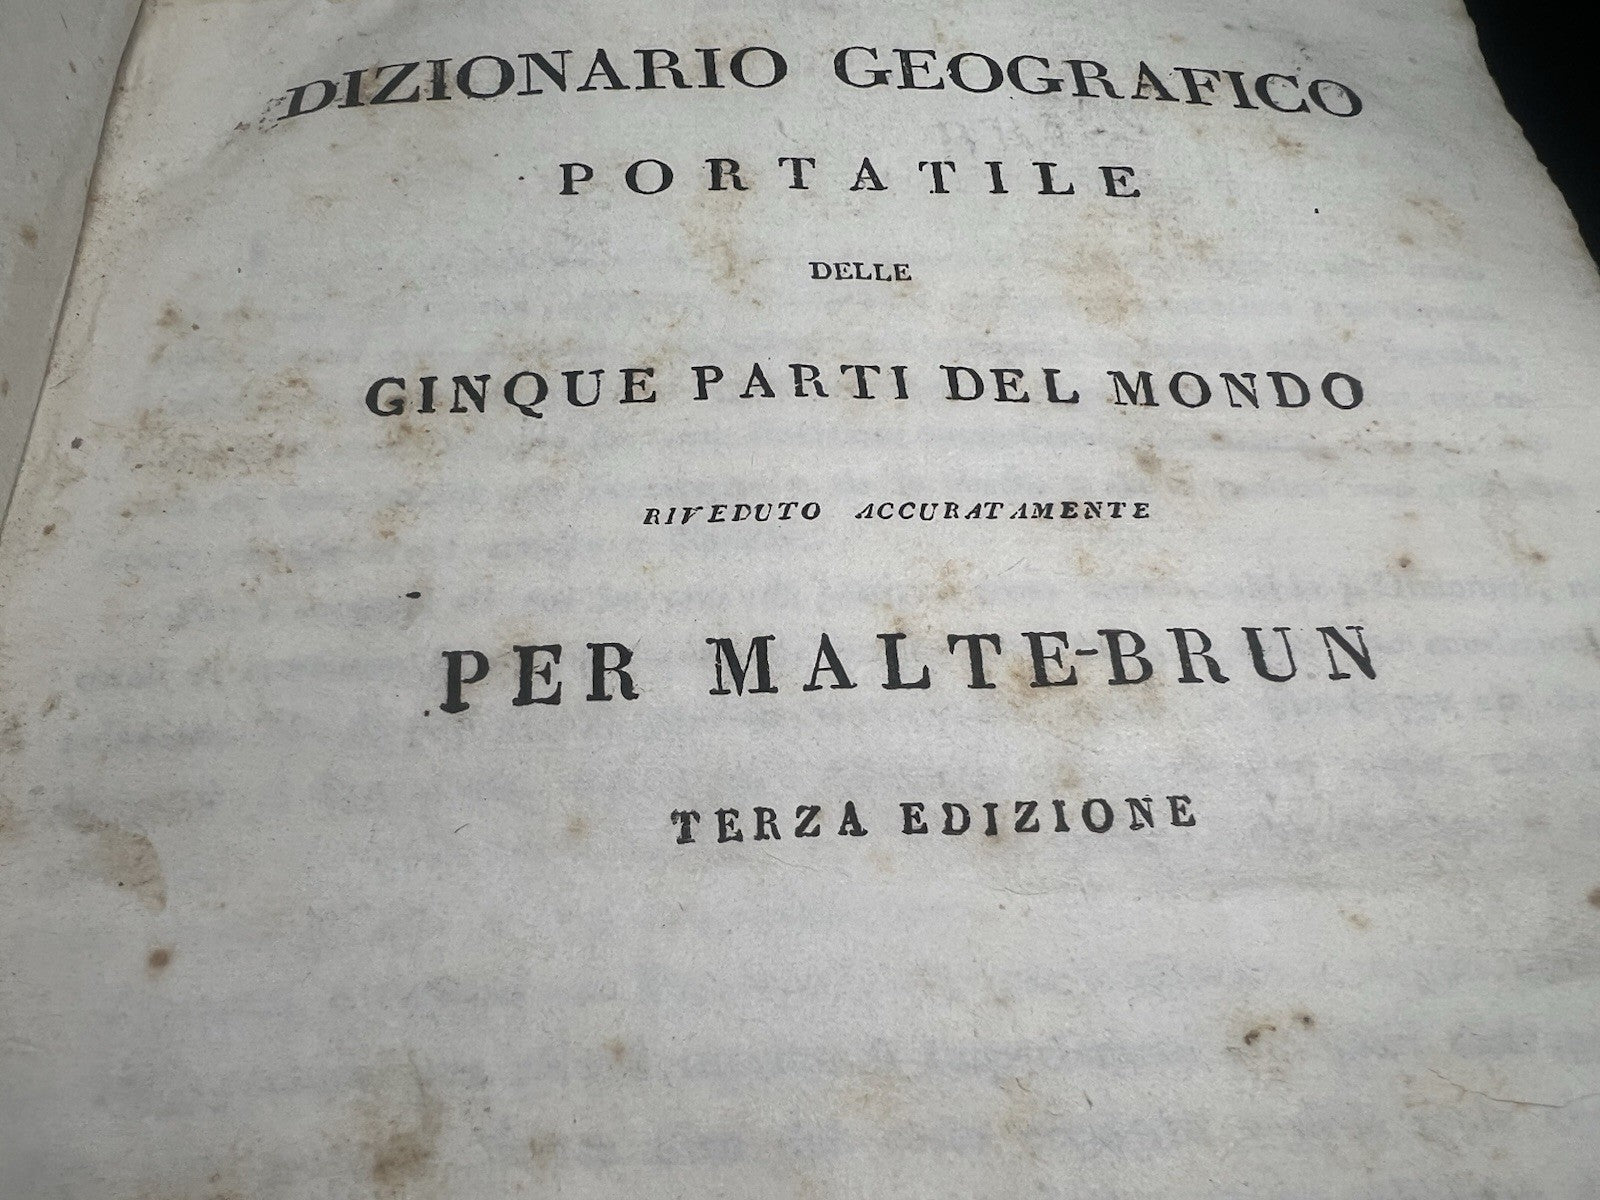 DIZIONARIO GEOGRAFICO
PORTATILE
DELLE
CINQUE PARTI DEL MONDO
RIVEDUTO ACCURATAMENTE
PER MALTE-BRUN
TERZA EDIZIONE